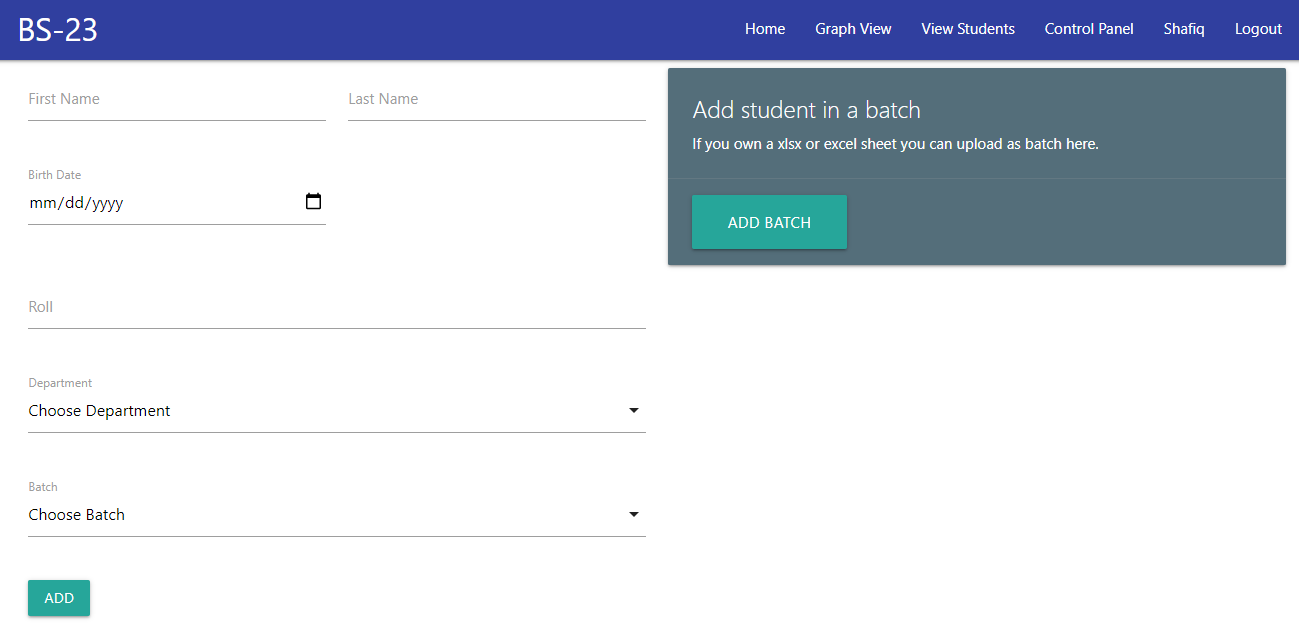 BS-23
Home Graph View View Students Control Panel Shafiq Logout
First Name Last Name
Birth Date
mm/dd/yyyy
Roll
Department
Choose Department
Batch
Choose Batch
ADD
Add student in a batch
If you own a xlsx or excel sheet you can upload as batch here.
ADD BATCH